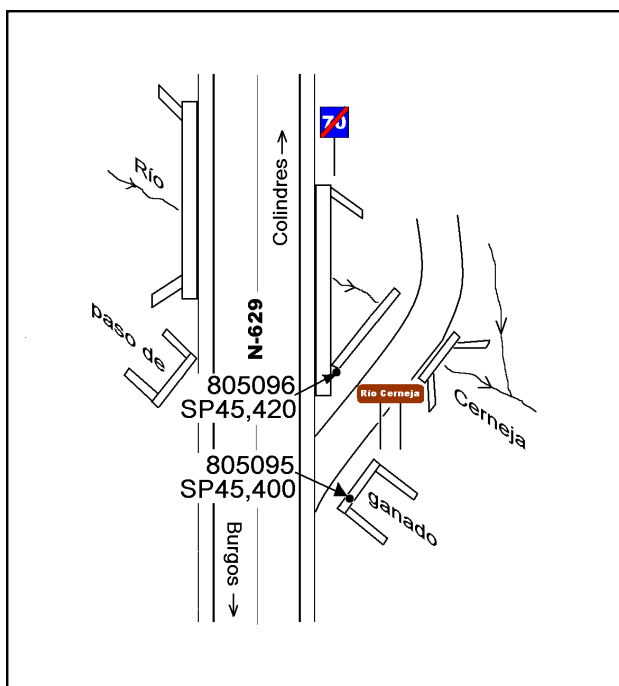 70
Río
Colindres →
N-629
paso de
805096
SP45,420
Río Cerneja
Cerneja
805095
SP45,400
ganado
Burgos →